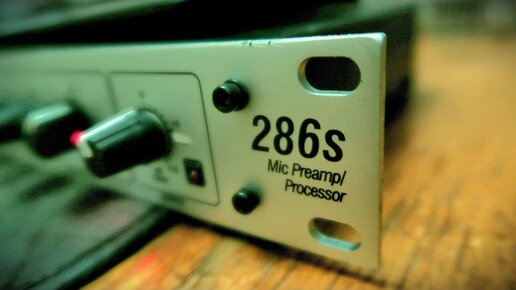 286s
Mic Preamp/
Processor